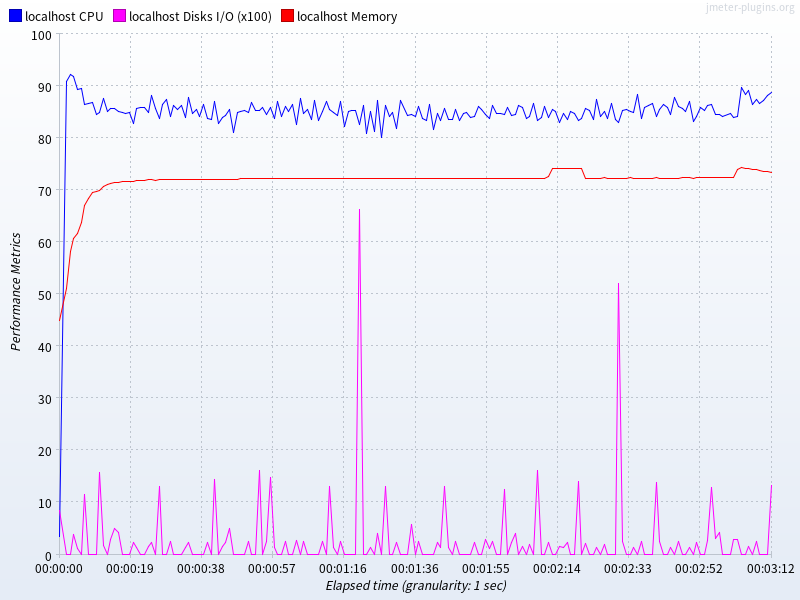 jmeter-plugins.org
localhost CPU localhost Disks I/O (x100) localhost Memory
100
90
80
70
60
50
40
30
20
10
0
Performance Metrics
00:00:00 00:00:19 00:00:38 00:00:57 00:01:16 00:01:36 00:01:55 00:02:14 00:02:33 00:02:52 00:03:12
Elapsed time (granularity: 1 sec)